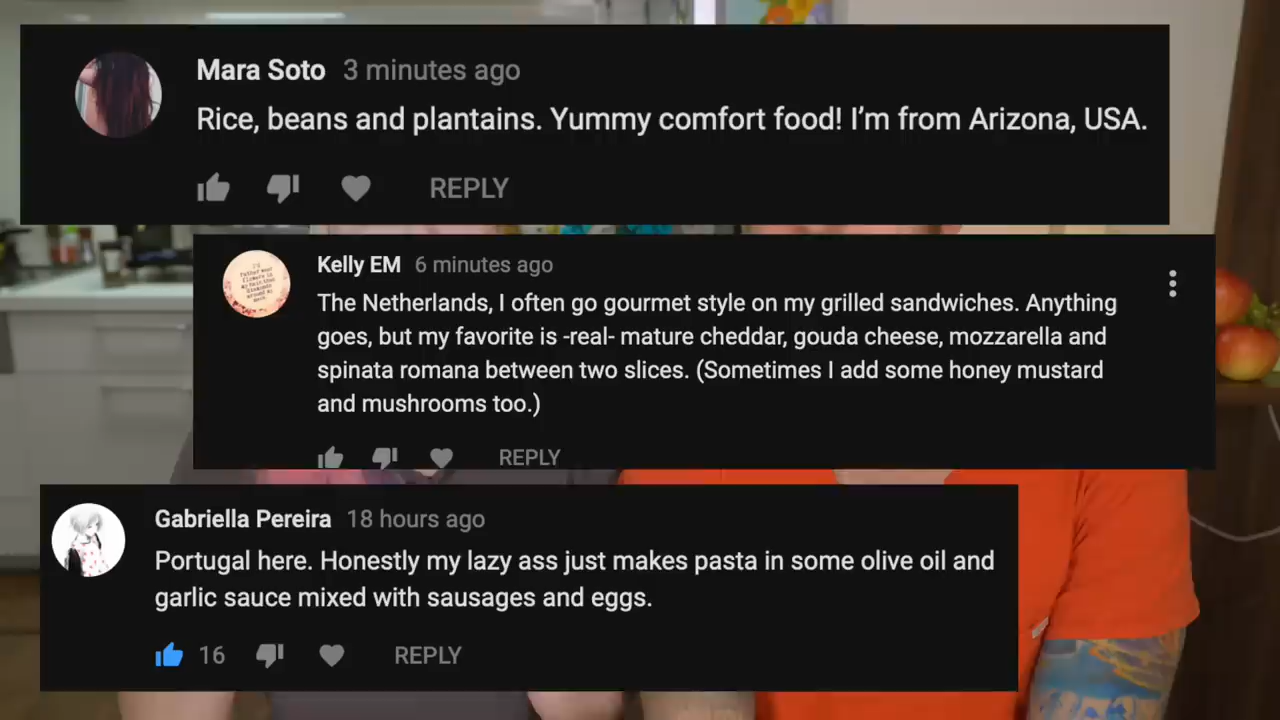 Mara Soto 3 minutes ago
Rice, beans and plantains. Yummy comfort food! I’m from Arizona, USA.
REPLY
Kelly EM 6 minutes ago
The Netherlands, I often go gourmet style on my grilled sandwiches. Anything
goes, but my favorite is -real- mature cheddar, gouda cheese, mozzarella and
spinata romana between two slices. (Sometimes I add some honey mustard
and mushrooms too.)
REPLY
Gabriella Pereira 18 hours ago
Portugal here. Honestly my lazy ass just makes pasta in some olive oil and
garlic sauce mixed with sausages and eggs.
16 REPLY